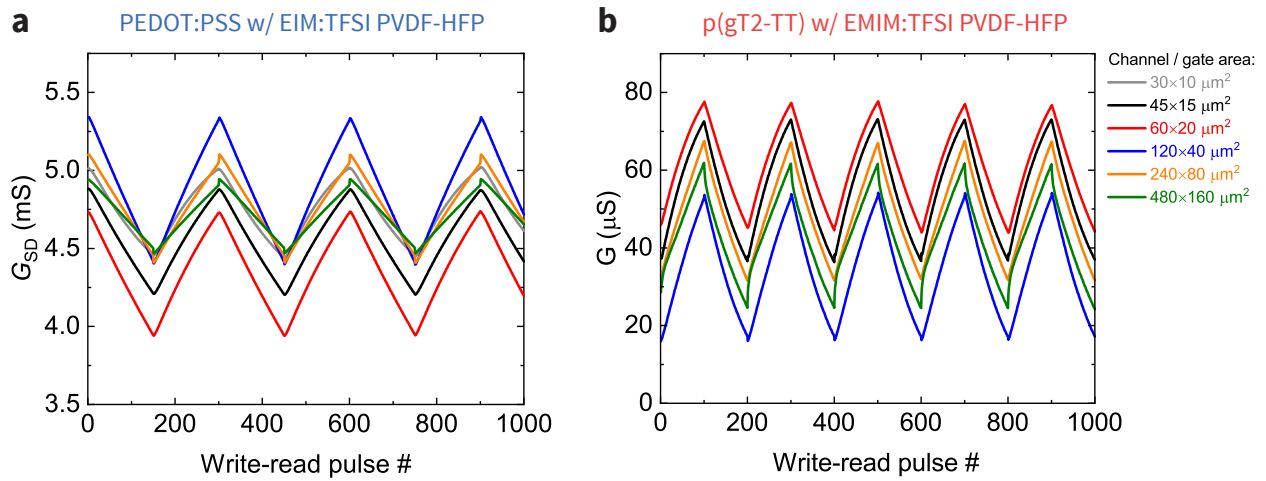 a
PEDOT:PSS w/ EIM:TFSI PVDF-HFP
5.5
5.0
4.5
4.0
3.5
G_SD (mS)
0 200 400 600 800 1000
Write-read pulse #
b
p(gT2-TT) w/ EMIM:TFSI PVDF-HFP
80
60
40
20
0
G (μS)
0 200 400 600 800 1000
Write-read pulse #
Channel / gate area:
30×10 μm²
45×15 μm²
60×20 μm²
120×40 μm²
240×80 μm²
480×160 μm²